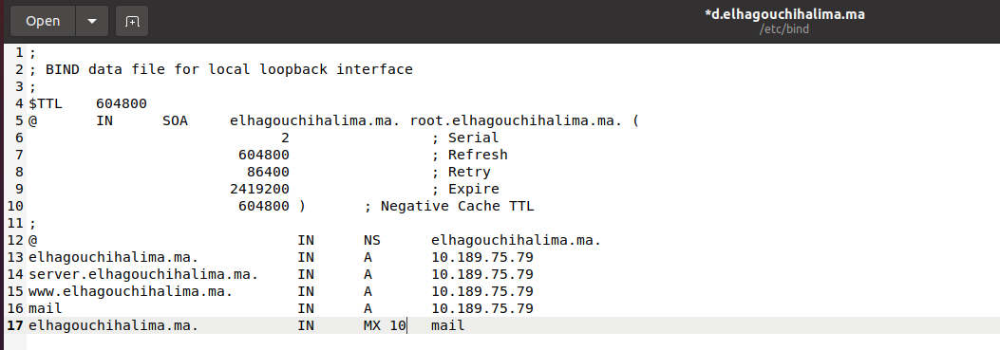 Open
*d.elhagouchihalima.ma
/etc/bind
1 ;
2 ; BIND data file for local loopback interface
3 ;
4 $TTL 604800
5 @ IN SOA elhagouchihalima.ma. root.elhagouchihalima.ma. (
6 2 ; Serial
7 604800 ; Refresh
8 86400 ; Retry
9 2419200 ; Expire
10 604800 ) ; Negative Cache TTL
11 ;
12 @ IN NS elhagouchihalima.ma.
13 elhagouchihalima.ma. IN A 10.189.75.79
14 server.elhagouchihalima.ma. IN A 10.189.75.79
15 www.elhagouchihalima.ma. IN A 10.189.75.79
16 mail IN A 10.189.75.79
17 elhagouchihalima.ma. IN MX 10 mail